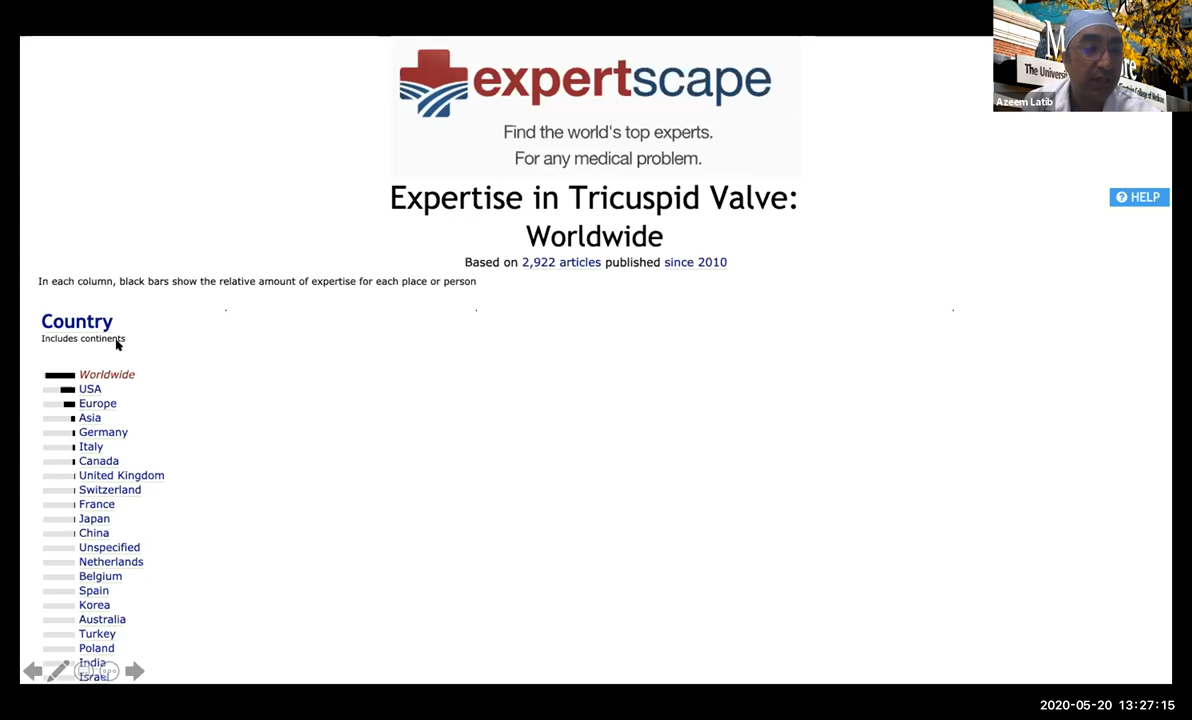 expertscape
Find the world's top experts.
For any medical problem.
Expertise in Tricuspid Valve:
Worldwide
Based on 2,922 articles published since 2010
HELP
In each column, black bars show the relative amount of expertise for each place or person
Country
Includes continents
Worldwide
USA
Europe
Asia
Germany
Italy
Canada
United Kingdom
Switzerland
France
Japan
China
Unspecified
Netherlands
Belgium
Spain
Korea
Australia
Turkey
Poland
India
Israel
The
Azeem Latib
2020-05-20 13:27:15